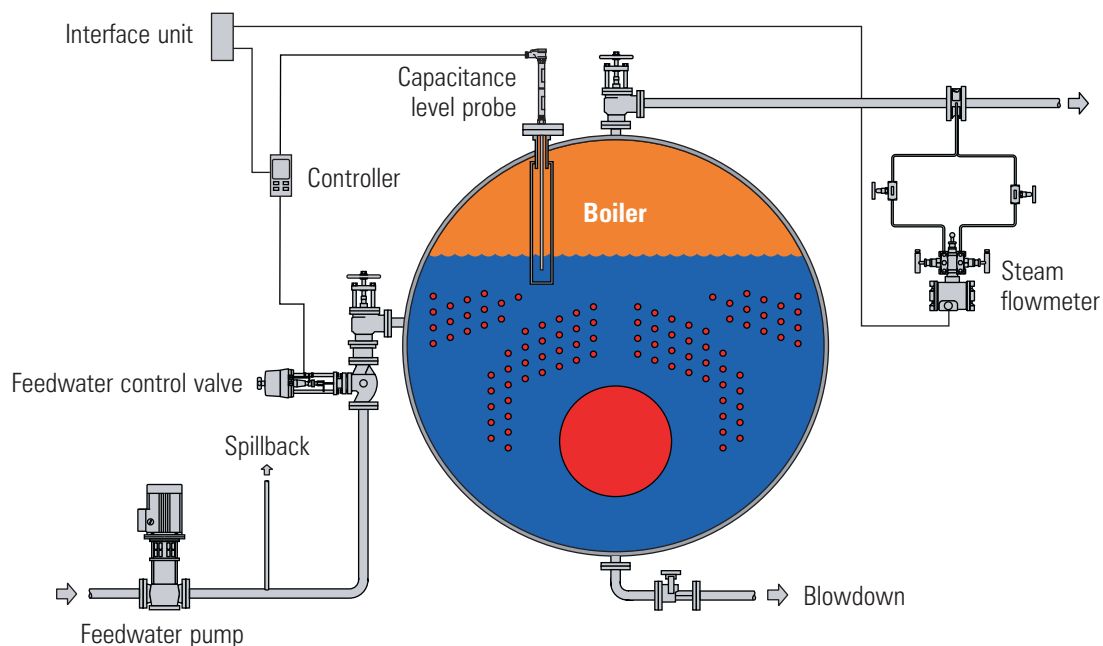 Interface unit
Capacitance
level probe
Controller
Boiler
Steam
flowmeter
Feedwater control valve
Spillback
Blowdown
Feedwater pump